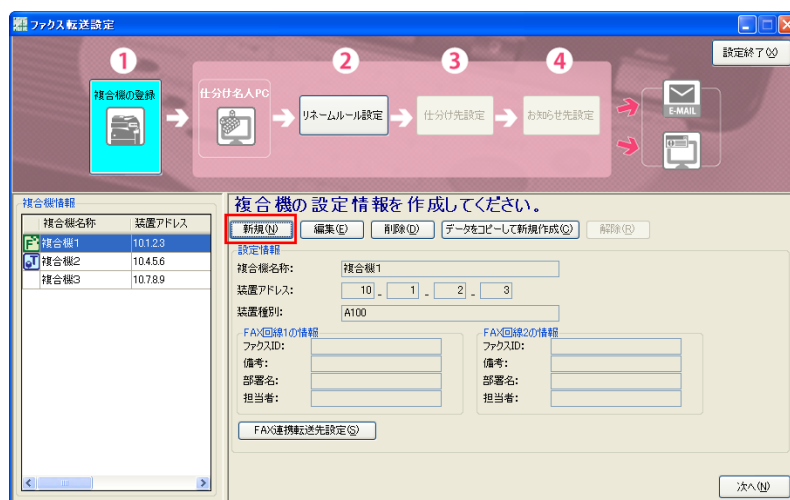 ファクス転送設定
設定終了(X)
1
2
3
4
複合機の登録
仕分け名人PC
リネームルール設定
仕分け先設定
お知らせ先設定
E-MAIL
複合機情報
複合機名称 装置アドレス
複合機1 10.1.2.3
複合機2 10.4.5.6
複合機3 10.7.8.9
複合機の設定情報を作成してください。
新規(N) 編集(E) 削除(D) データをコピーして新規作成(C) 解除(R)
設定情報
複合機名称: 複合機1
装置アドレス: 10 . 1 . 2 . 3
装置種別: A100
FAX回線1の情報
ファクスID:
備考:
部署名:
担当者:
FAX回線2の情報
ファクスID:
備考:
部署名:
担当者:
FAX連携転送先設定(S)
次へ(N)